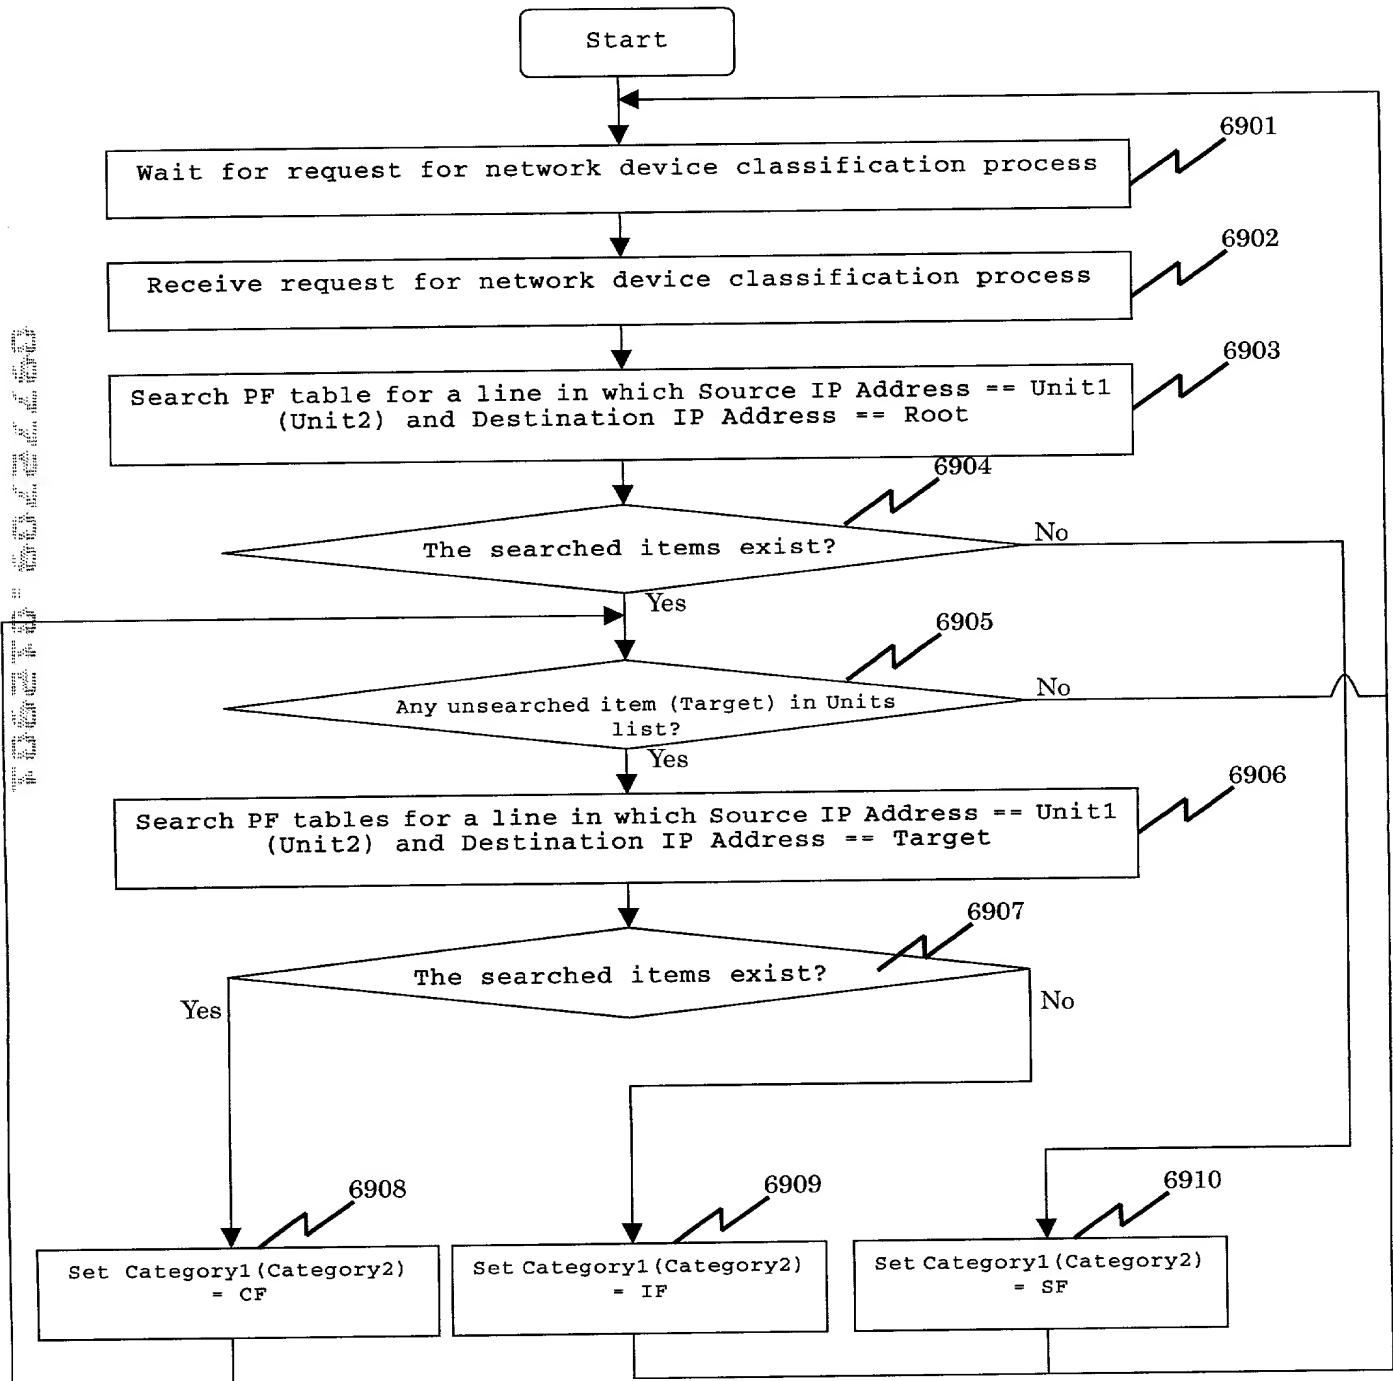 Start
6901
Wait for request for network device classification process
6902
Receive request for network device classification process
6903
Search PF table for a line in which Source IP Address == Unit1
(Unit2) and Destination IP Address == Root
6904
The searched items exist?
No
Yes
6905
Any unsearched item (Target) in Units
list?
No
Yes
6906
Search PF tables for a line in which Source IP Address == Unit1
(Unit2) and Destination IP Address == Target
6907
The searched items exist?
Yes
No
6908
6909
6910
Set Category1(Category2)
= CF
Set Category1(Category2)
= IF
Set Category1(Category2)
= SF